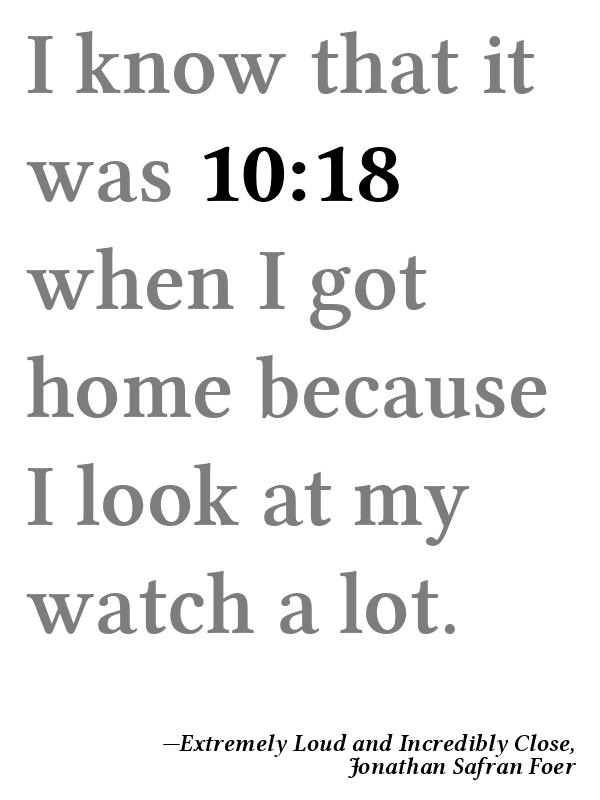 I know that it
was 10:18
when I got
home because
I look at my
watch a lot.
—Extremely Loud and Incredibly Close,
Jonathan Safran Foer